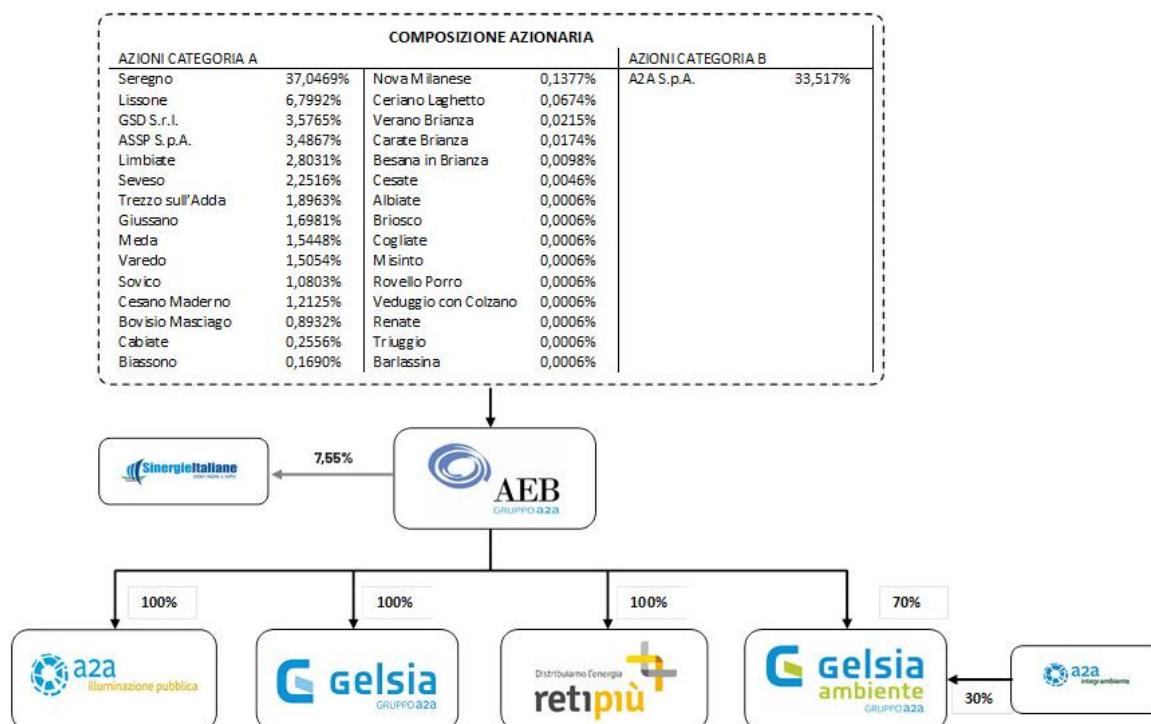 COMPOSIZIONE AZIONARIA
AZIONI CATEGORIA A AZIONI CATEGORIA B
Seregno 37,0469% Nova Milanese 0,1377% A2A S.p.A. 33,517%
Lissone 6,7992% Ceriano Laghetto 0,0674%
GSD S.r.l. 3,5765% Verano Brianza 0,0215%
ASSP S.p.A. 3,4867% Carate Brianza 0,0174%
Limbiate 2,8031% Besana in Brianza 0,0098%
Seveso 2,2516% Cesate 0,0046%
Trezzo sull'Adda 1,8963% Albiate 0,0006%
Giussano 1,6981% Briosco 0,0006%
Meda 1,5448% Cogliate 0,0006%
Varedo 1,5054% Misinto 0,0006%
Sovico 1,0803% Rovello Porro 0,0006%
Cesano Maderno 1,2125% Veduggio con Colzano 0,0006%
Bovisio Masciago 0,8932% Renate 0,0006%
Cabiate 0,2556% Triuggio 0,0006%
Biassono 0,1690% Barlassina 0,0006%
SinergieItaliane
7,55%
AEB
GRUPPO a2a
100%
100%
100%
70%
a2a
illuminazione pubblica
Gelsia
GRUPPO a2a
Distribuiamo l'energia
retipiù
Gelsia
ambiente
GRUPPO a2a
30%
a2a
integrambiente